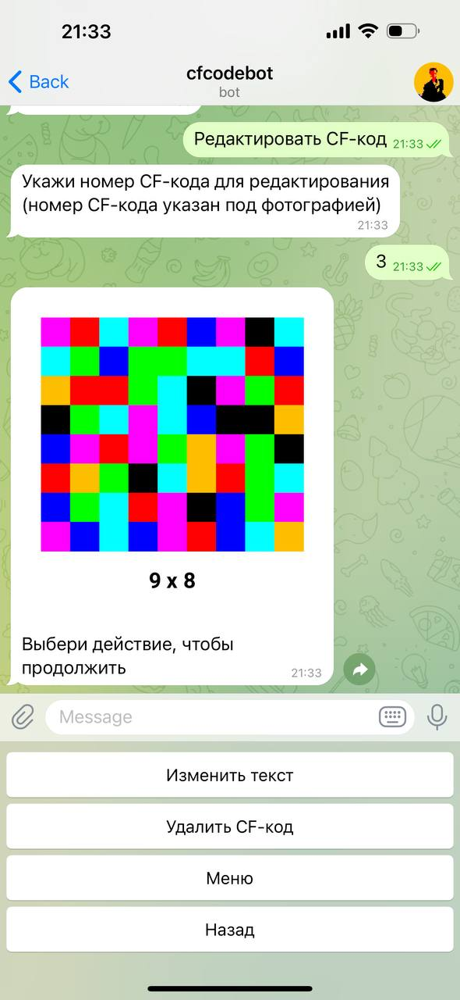 21:33
Back
cfcodebot
bot
Редактировать CF-код 21:33
Укажи номер CF-кода для редактирования
(номер CF-кода указан под фотографией)
21:33
3 21:33
9 x 8
Выбери действие, чтобы
продолжить
21:33
Message
Изменить текст
Удалить CF-код
Меню
Назад